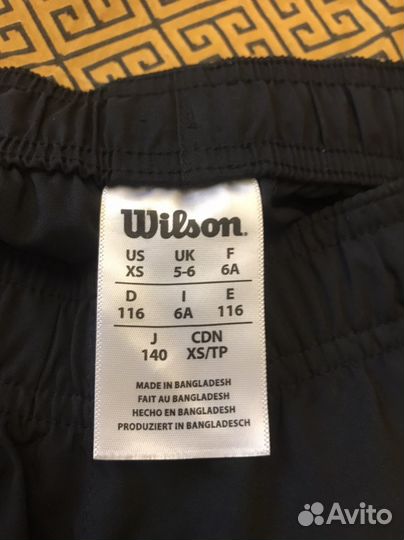 Wilson.
US UK F
XS 5-6 6A
D I E
116 6A 116
J CDN
140 XS/TP
MADE IN BANGLADESH
FAIT AU BANGLADESH
HECHO EN BANGLADESH
PRODUZIERT IN BANGLADESCH
Avito